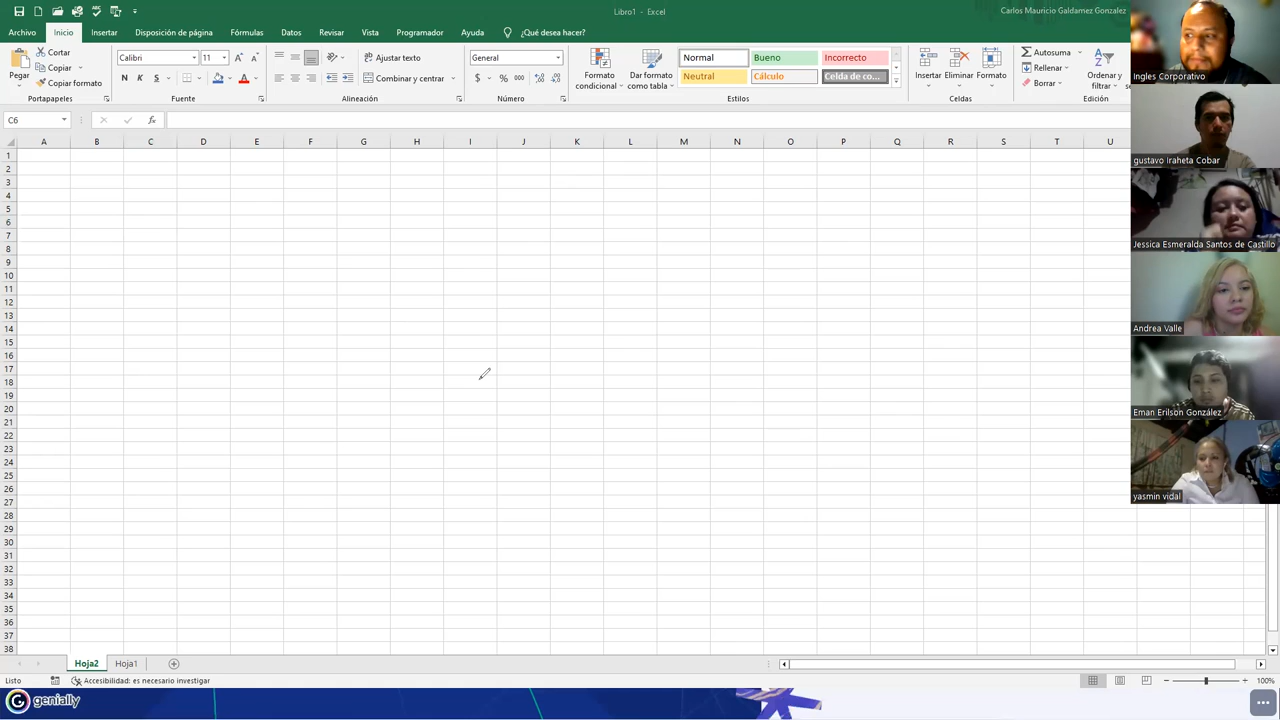 Libro1 - Excel
Carlos Mauricio Galdamez Gonzalez
Archivo Inicio Insertar Disposición de página Fórmulas Datos Revisar Vista Programador Ayuda ¿Qué desea hacer?
Pegar
Cortar
Copiar
Copiar formato
Portapapeles
Calibri 11
N K S
Fuente
Ajustar texto
Combinar y centrar
Alineación
General
$ % 000
Número
Formato condicional
Dar formato como tabla
Normal Bueno Incorrecto
Neutral Cálculo Celda de co...
Estilos
Insertar Eliminar Formato
Celdas
Autosuma
Rellenar
Borrar
Ordenar y filtrar
Edición
C6
fx
A B C D E F G H I J K L M N O P Q R S T U
1
2
3
4
5
6
7
8
9
10
11
12
13
14
15
16
17
18
19
20
21
22
23
24
25
26
27
28
29
30
31
32
33
34
35
36
37
38
Ingles Corporativo
gustavo Iraheta Cobar
Jessica Esmeralda Santos de Castillo
Andrea Valle
Eman Erilson González
yasmin vidal
Hoja2 Hoja1
Listo
Accesibilidad: es necesario investigar
100%
genially